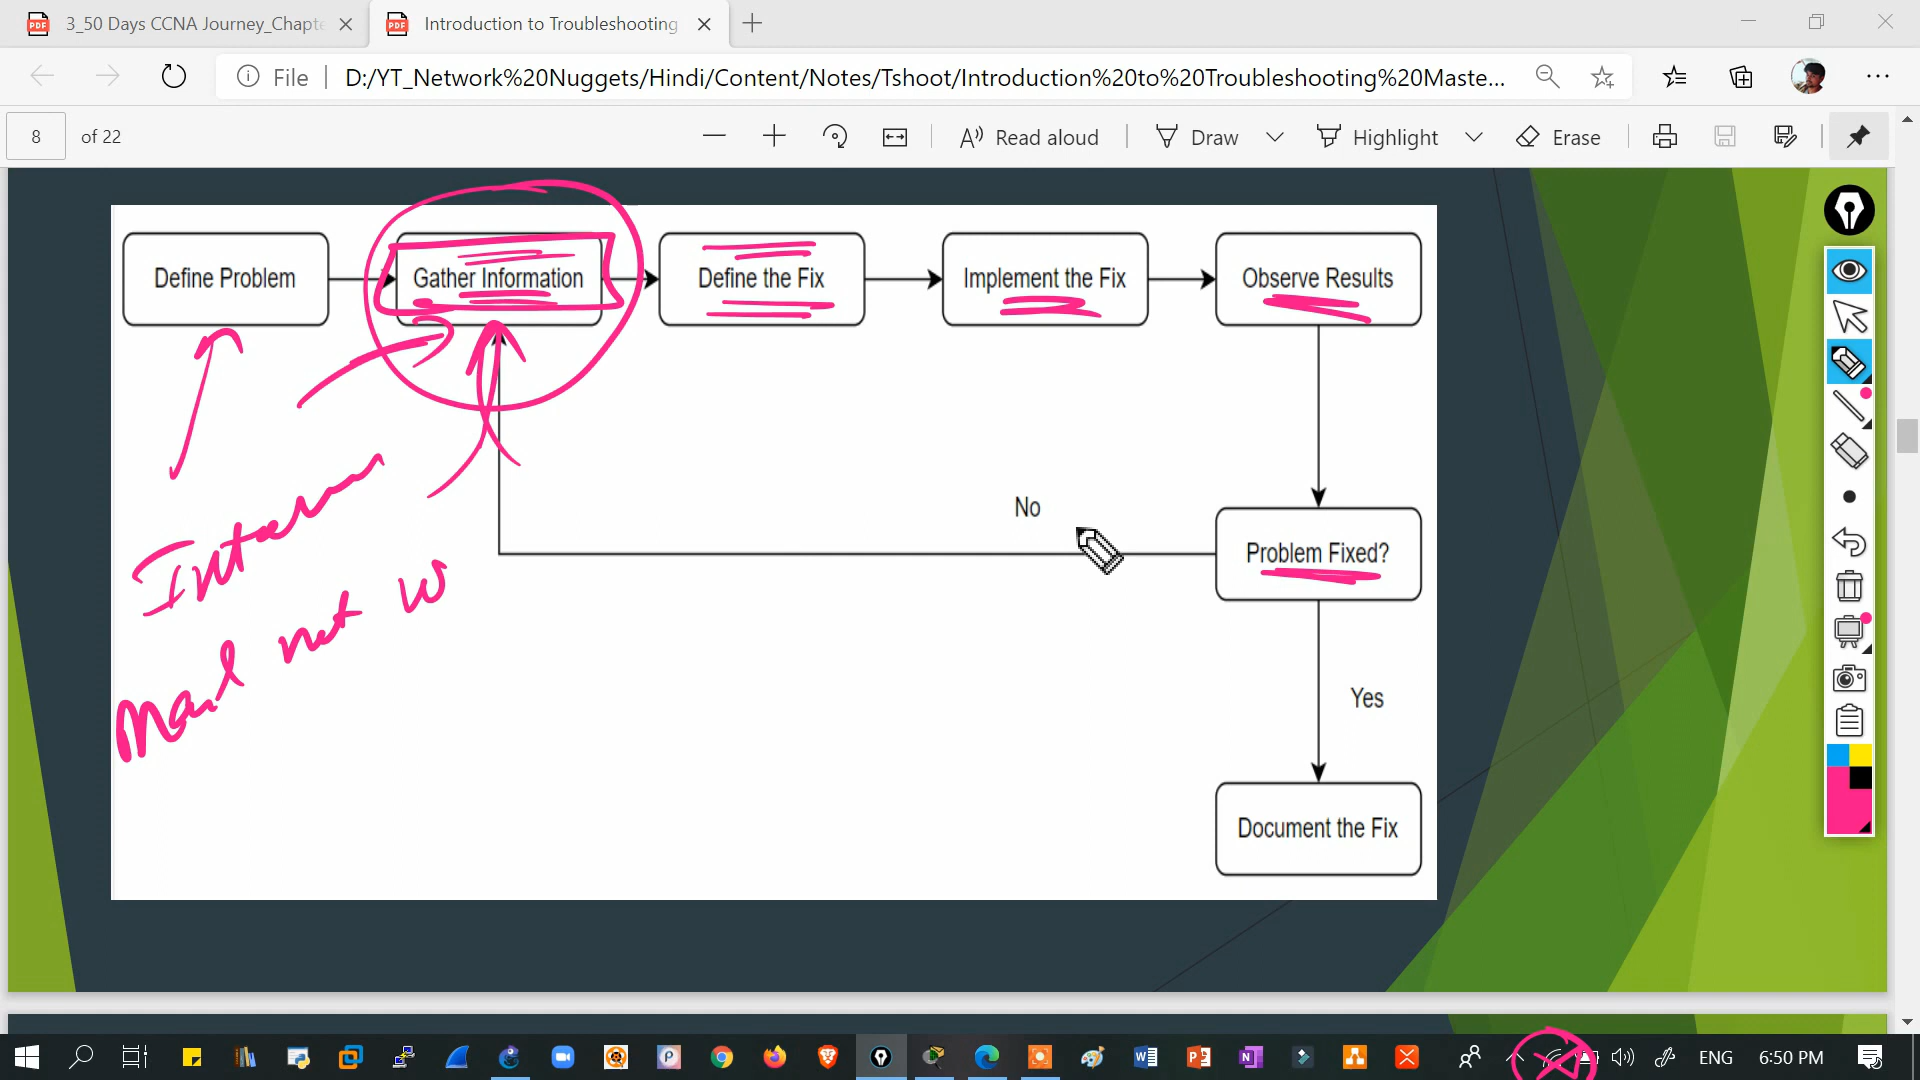 3_50 Days CCNA Journey_Chapte
Introduction to Troubleshooting
File
D:/YT_Network%20Nuggets/Hindi/Content/Notes/Tshoot/Introduction%20to%20Troubleshooting%20Maste...
8 of 22
Read aloud
Draw
Highlight
Erase
Define Problem
Gather Information
Define the Fix
Implement the Fix
Observe Results
No
Problem Fixed?
Yes
Document the Fix
not w
ENG
6:50 PM